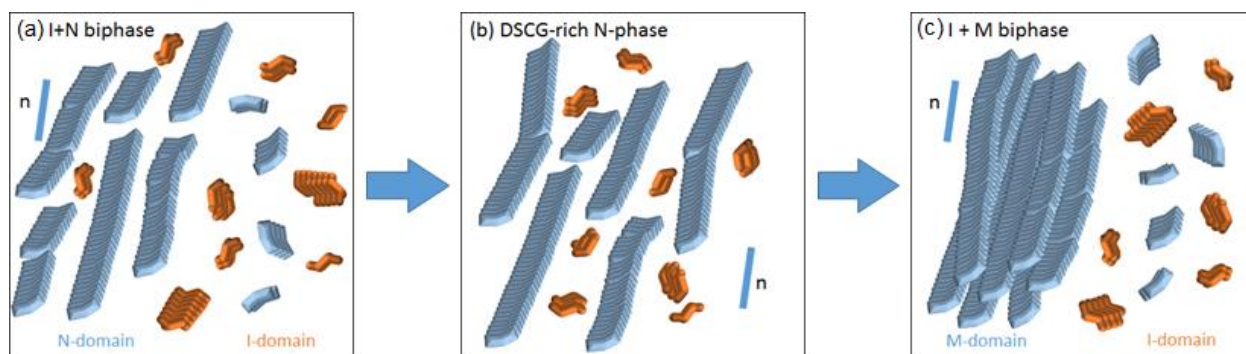 (a) I+N biphase
n
N-domain
I-domain
(b) DSCG-rich N-phase
n
(c) I + M biphase
n
M-domain
I-domain